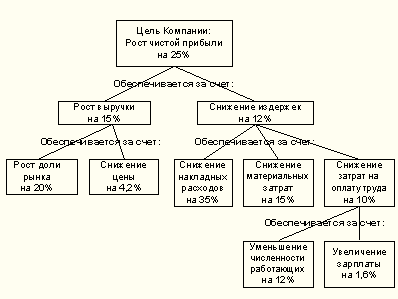 Цель Компании:
Рост чистой прибыли
на 25%
Обеспечивается за счет:
Рост выручки
на 15%
Снижение издержек
на 12%
Обеспечивается за счет:
Обеспечивается за счет:
Рост доли
рынка
на 20%
Снижение
цены
на 4,2%
Снижение
накладных
расходов
на 35%
Снижение
материальных
затрат
на 15%
Снижение
затрат на
оплату труда
на 10%
Обеспечивается за счет:
Уменьшение
численности
работающих
на 12%
Увеличение
зарплаты
на 1,6%